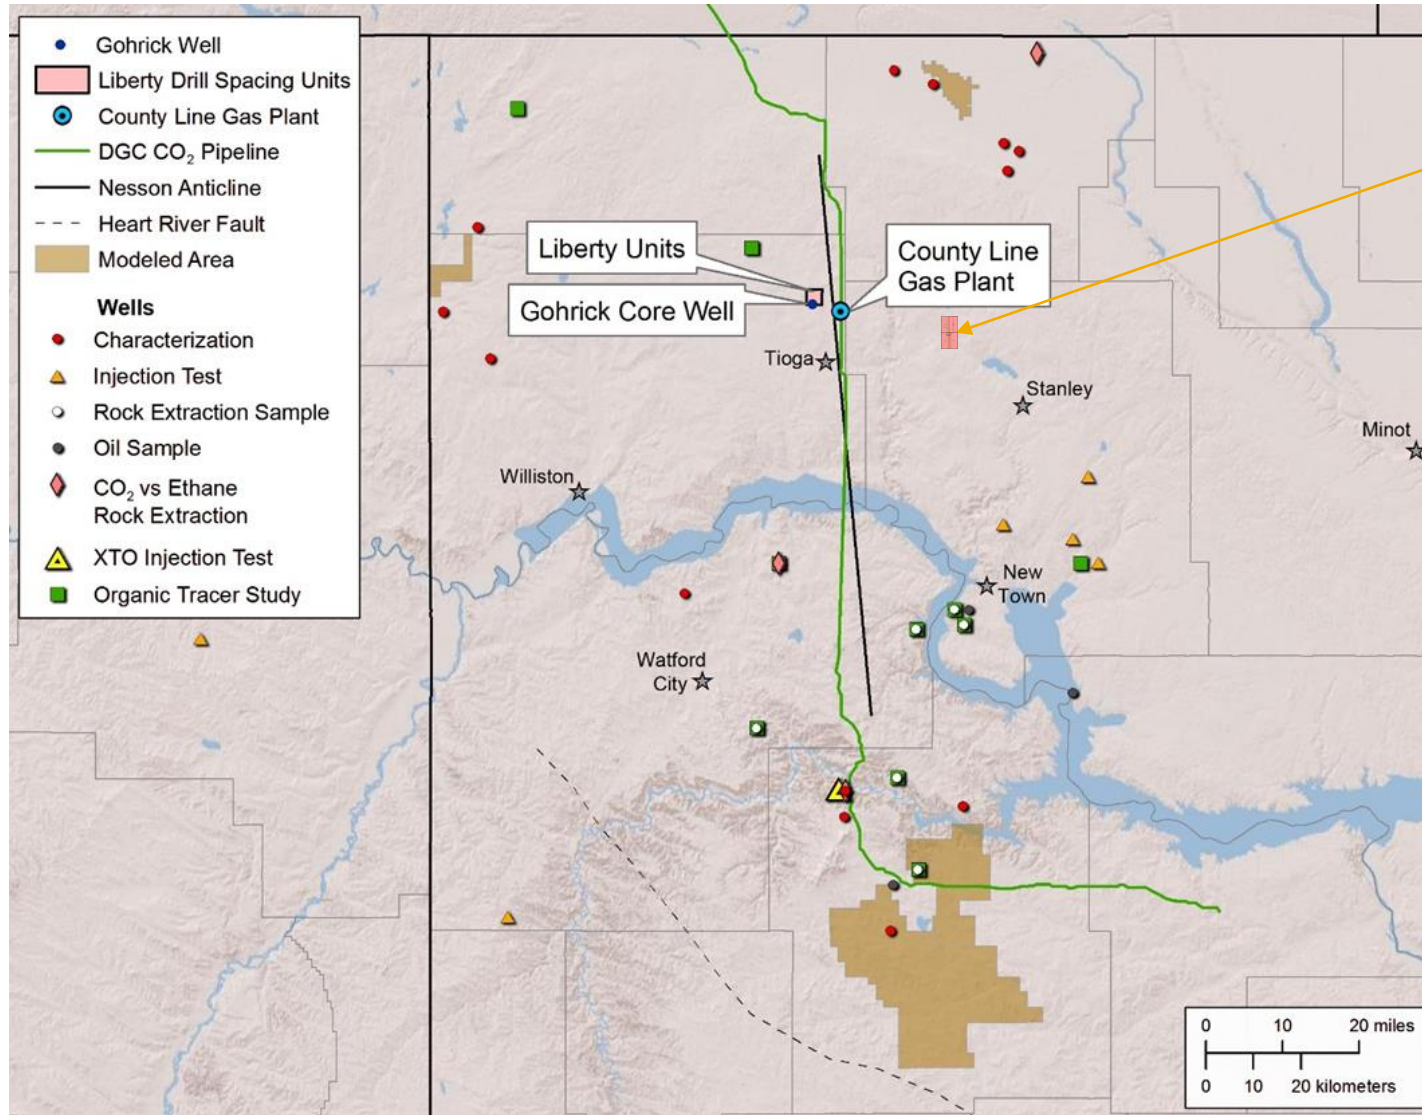 Gohrick Well
Liberty Drill Spacing Units
County Line Gas Plant
DGC CO₂ Pipeline
Nesson Anticline
Heart River Fault
Modeled Area
Wells
Characterization
Injection Test
Rock Extraction Sample
Oil Sample
CO₂ vs Ethane
Rock Extraction
XTO Injection Test
Organic Tracer Study
Liberty Units
Gohrick Core Well
County Line
Gas Plant
Tioga
Stanley
Minot
Williston
New
Town
Watford
City
0 10 20 miles
0 10 20 kilometers